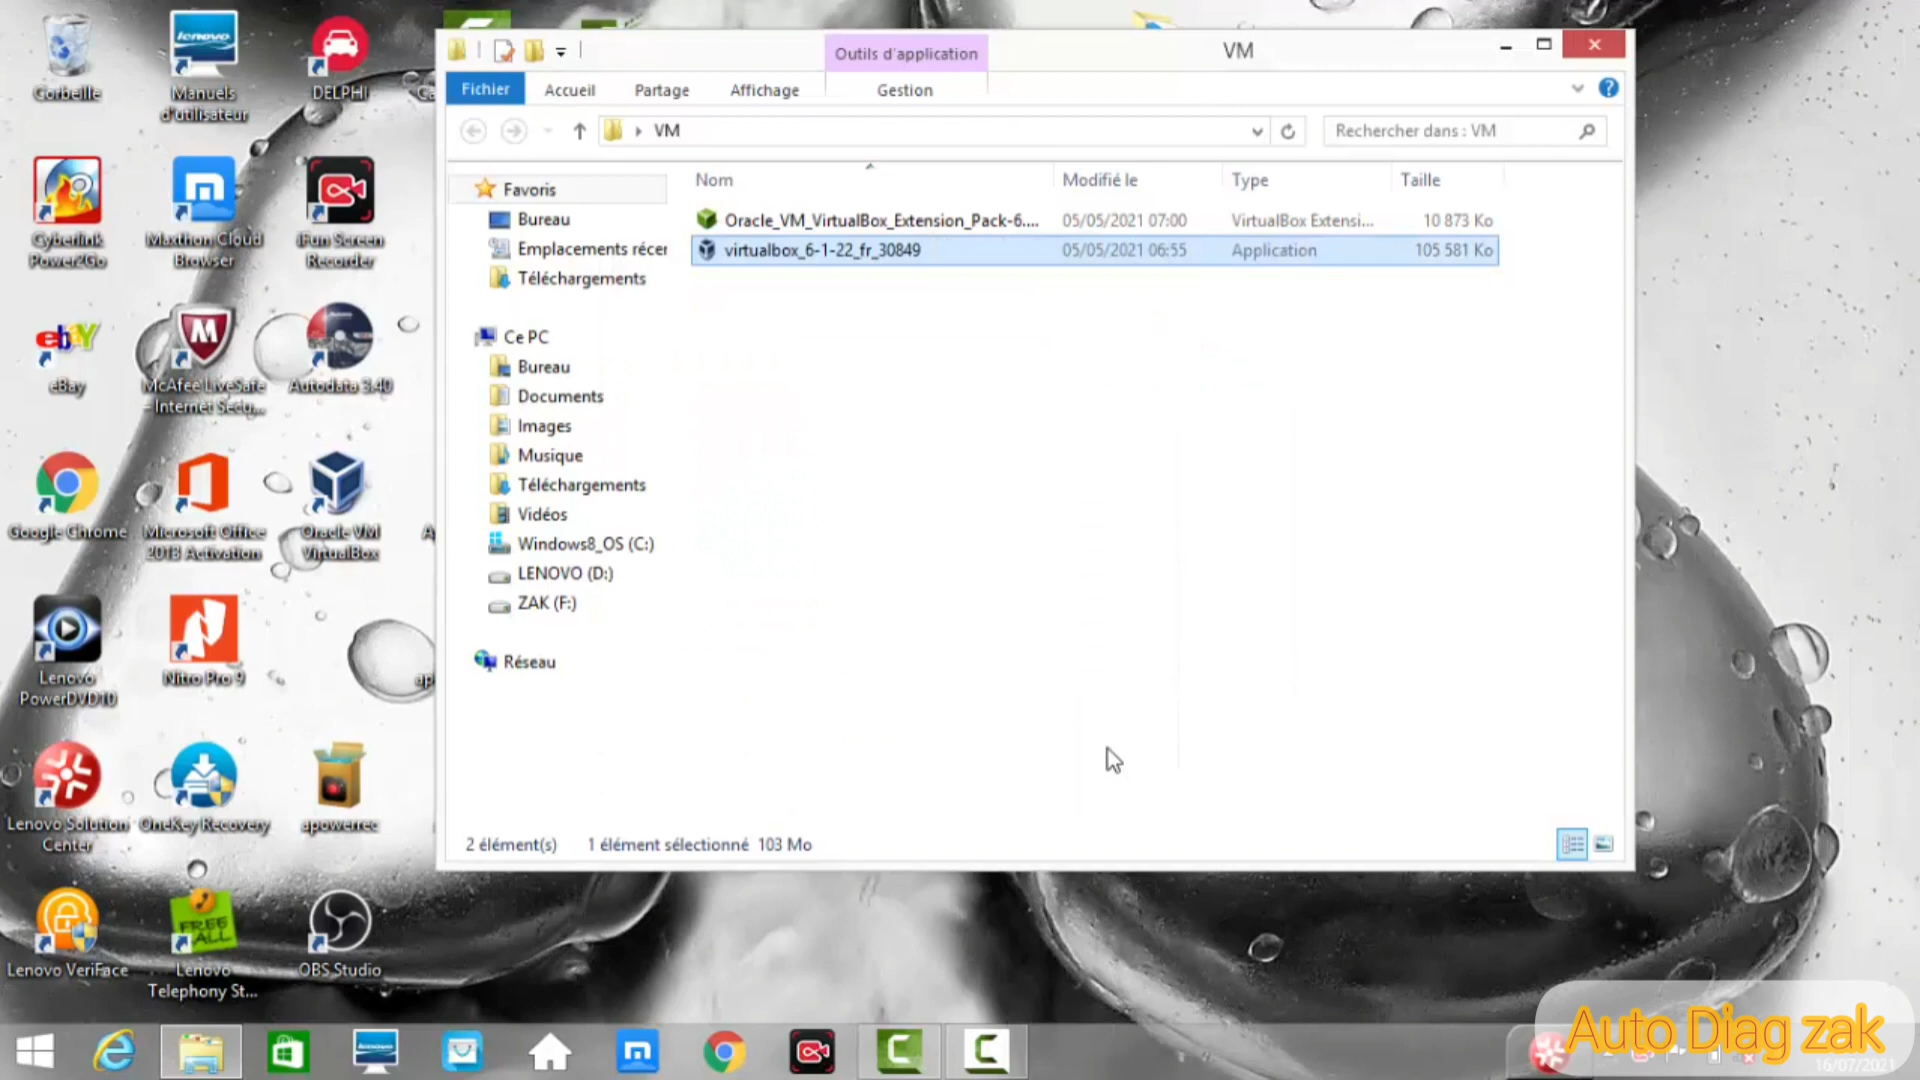 Corbeille
Manuels
d'utilisateur
DELPHI
Cyberlink
Power2Go
Maxthon Cloud
Browser
iFun Screen
Recorder
eBay
McAfee LiveSafe
- Internet Secu...
Autodata 3.40
Google Chrome
Microsoft Office
2013 Activation
Oracle VM
VirtualBox
Lenovo
PowerDVD10
Nitro Pro 9
Lenovo Solution
Center
OneKey Recovery
apowerrec
Lenovo VeriFace
Lenovo
Telephony St...
OBS Studio
Outils d'application
VM
Fichier
Accueil
Partage
Affichage
Gestion
VM
Rechercher dans : VM
Favoris
Bureau
Emplacements récer
Téléchargements
Ce PC
Bureau
Documents
Images
Musique
Téléchargements
Vidéos
Windows8_OS (C:)
LENOVO (D:)
ZAK (F:)
Réseau
Nom Modifié le Type Taille
Oracle_VM_VirtualBox_Extension_Pack-6.... 05/05/2021 07:00 VirtualBox Extensi... 10 873 Ko
virtualbox_6-1-22_fr_30849 05/05/2021 06:55 Application 105 581 Ko
2 élément(s) 1 élément sélectionné 103 Mo
Auto Diag zak
16/07/2021